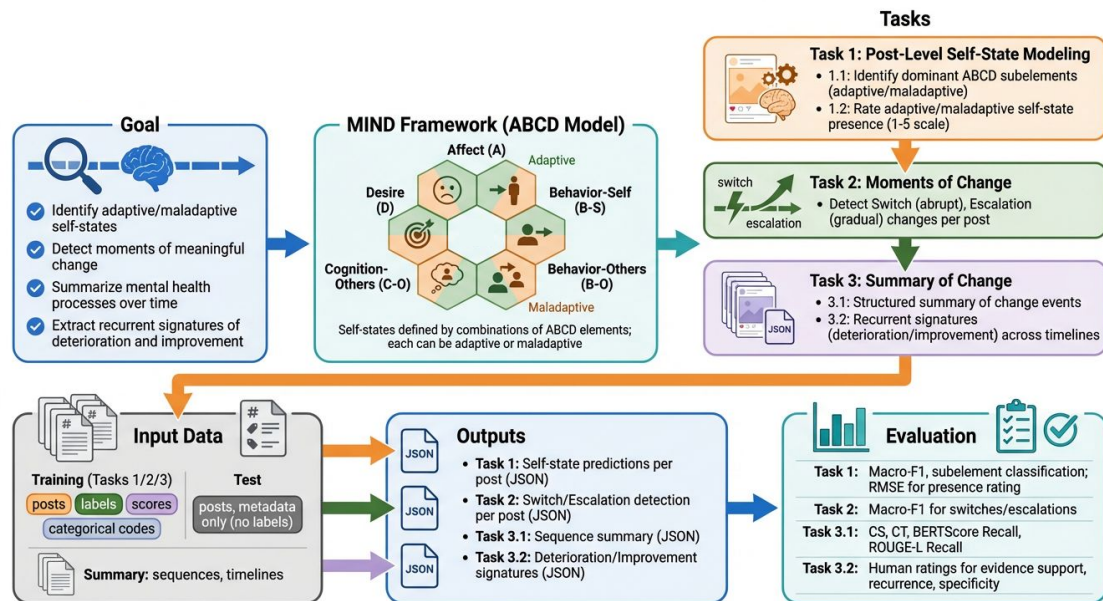 Tasks
Goal
Identify adaptive/maladaptive
self-states
Detect moments of meaningful
change
Summarize mental health
processes over time
Extract recurrent signatures of
deterioration and improvement
MIND Framework (ABCD Model)
Affect (A)
Adaptive
Desire
(D)
Behavior-Self
(B-S)
Cognition-
Others (C-O)
Behavior-Others
(B-O)
Maladaptive
Self-states defined by combinations of ABCD elements;
each can be adaptive or maladaptive
Task 1: Post-Level Self-State Modeling
• 1.1: Identify dominant ABCD subelements
(adaptive/maladaptive)
• 1.2: Rate adaptive/maladaptive self-state
presence (1-5 scale)
switch
escalation
Task 2: Moments of Change
• Detect Switch (abrupt), Escalation
(gradual) changes per post
JSON
Task 3: Summary of Change
• 3.1: Structured summary of change events
• 3.2: Recurrent signatures
(deterioration/improvement) across timelines
#
#
#
Input Data
Training (Tasks 1/2/3)
posts
labels
scores
categorical codes
Test
posts, metadata
only (no labels)
Summary: sequences, timelines
JSON
JSON
JSON
Outputs
• Task 1: Self-state predictions per
post (JSON)
• Task 2: Switch/Escalation detection
per post (JSON)
• Task 3.1: Sequence summary (JSON)
• Task 3.2: Deterioration/Improvement
signatures (JSON)
Evaluation
Task 1: Macro-F1, subelement classification;
RMSE for presence rating
Task 2: Macro-F1 for switches/escalations
Task 3.1: CS, CT, BERTScore Recall,
ROUGE-L Recall
Task 3.2: Human ratings for evidence support,
recurrence, specificity